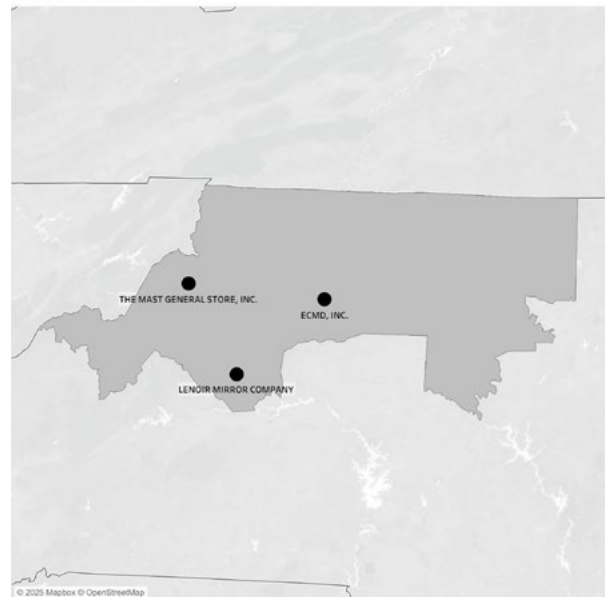 THE MAST GENERAL STORE, INC.
ECMD, INC.
LENOIR MIRROR COMPANY
© 2025 Mapbox © OpenStreetMap